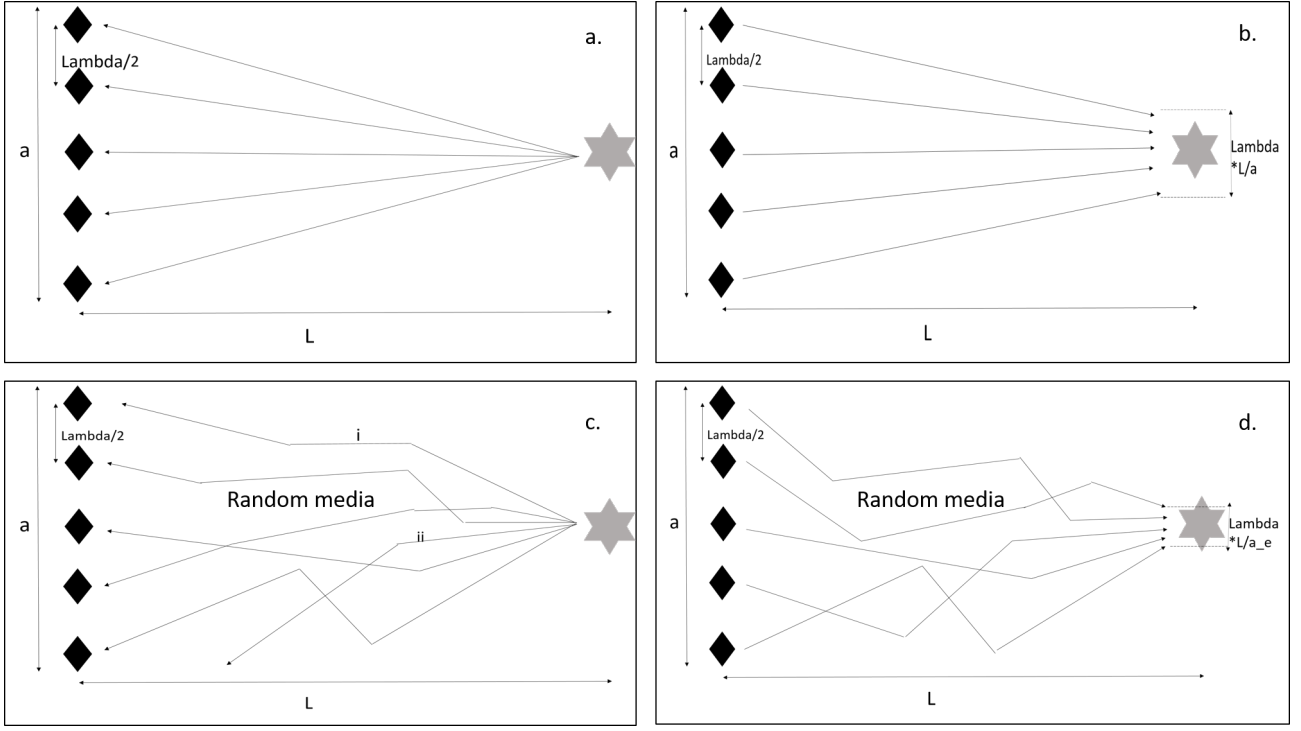 a.
Lambda/2
a
L
b.
Lambda/2
a
Lambda
*L/a
L
c.
i
Lambda/2
Random media
a
ii
L
d.
Lambda/2
Random media
a
Lambda
*L/a_e
L